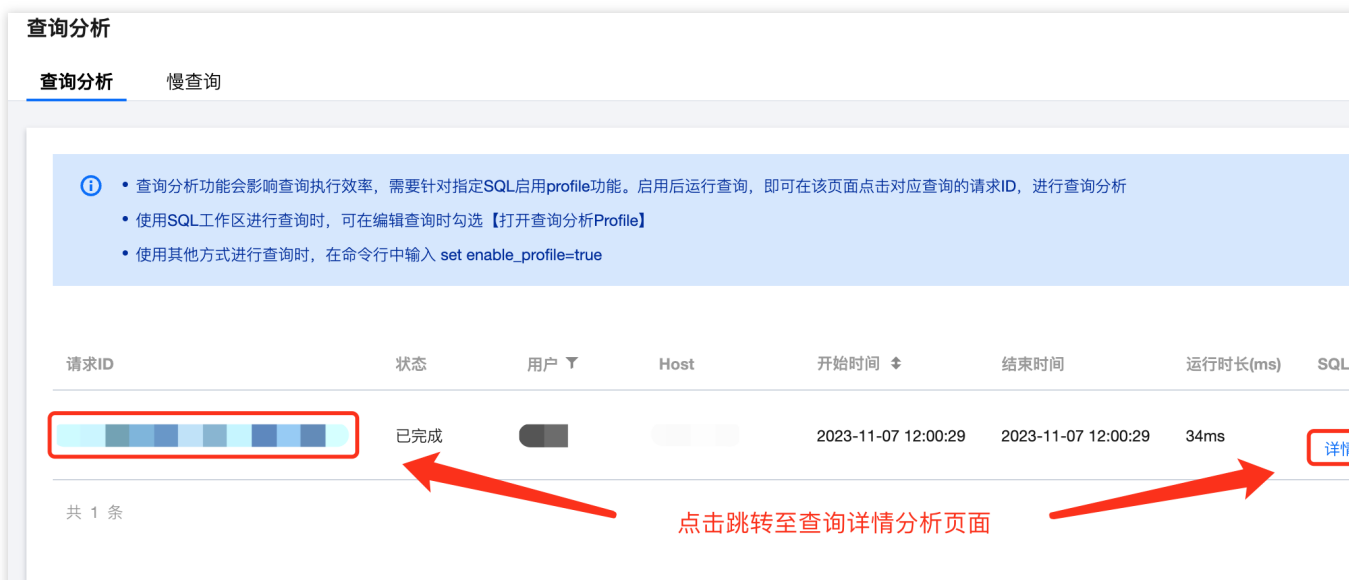 查询分析
查询分析 慢查询
• 查询分析功能会影响查询执行效率，需要针对指定SQL启用profile功能。启用后运行查询，即可在该页面点击对应查询的请求ID，进行查询分析
• 使用SQL工作区进行查询时，可在编辑查询时勾选【打开查询分析Profile】
• 使用其他方式进行查询时，在命令行中输入 set enable_profile=true
请求ID 状态 用户 Host 开始时间 结束时间 运行时长(ms) SQL
已完成 2023-11-07 12:00:29 2023-11-07 12:00:29 34ms 详情
共 1 条
点击跳转至查询详情分析页面